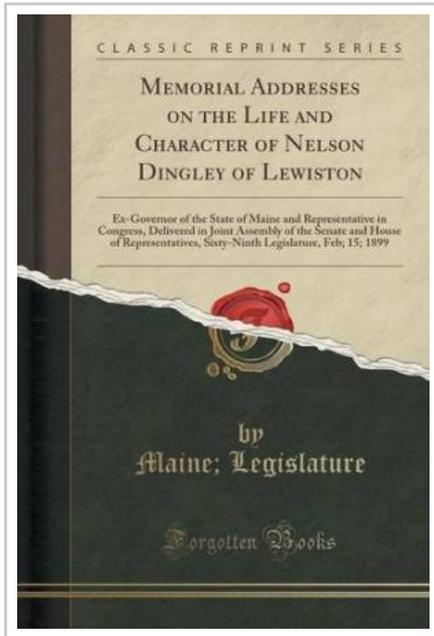 CLASSIC REPRINT SERIES
MEMORIAL ADDRESSES
ON THE LIFE AND
CHARACTER OF NELSON
DINGLEY OF LEWISTON
Ex-Governor of the State of Maine and Representative in
Congress, Delivered in Joint Assembly of the Senate and House
of Representatives, Sixty-Ninth Legislature, Feb; 15; 1899
by
Maine; Legislature
Forgotten Books